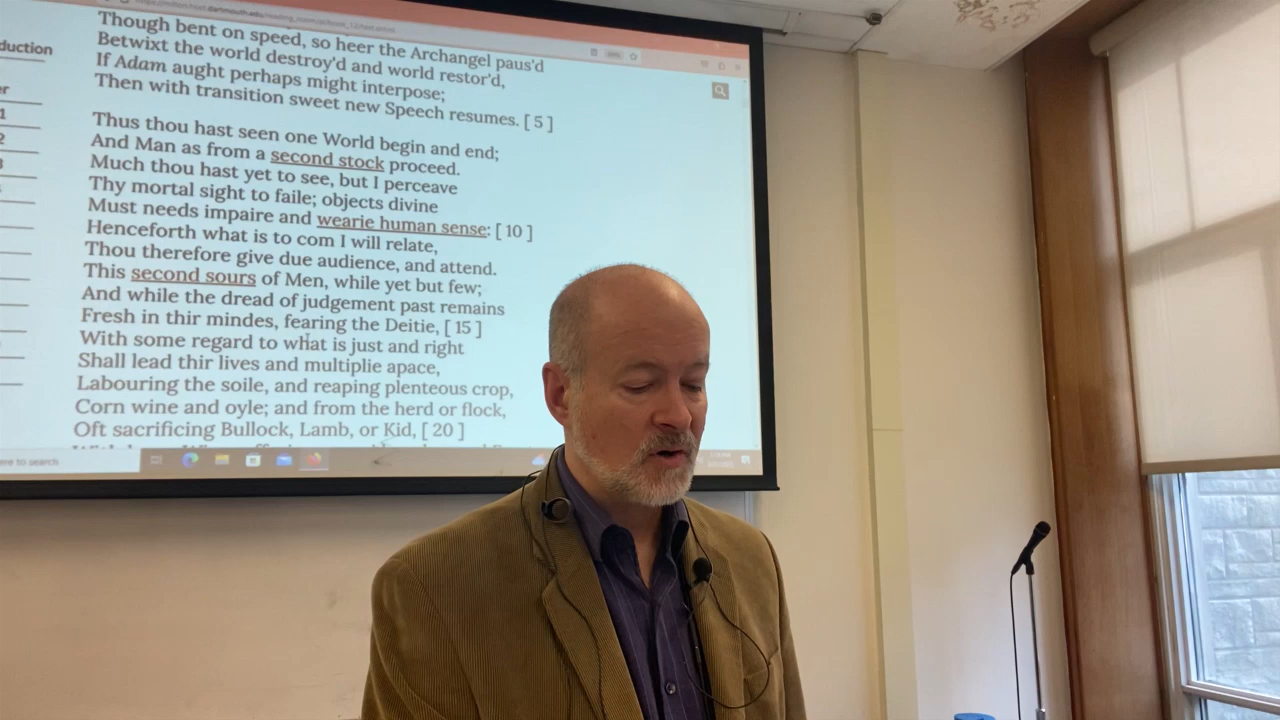 Though bent on speed, so heer the Archangel paus'd
Betwixt the world destroy'd and world restor'd,
If Adam aught perhaps might interpose;
Then with transition sweet new Speech resumes. [ 5 ]
Thus thou hast seen one World begin and end;
And Man as from a second stock proceed.
Much thou hast yet to see, but I perceave
Thy mortal sight to faile; objects divine
Must needs impaire and wearie human sense: [ 10 ]
Henceforth what is to com I will relate,
Thou therefore give due audience, and attend.
This second sours of Men, while yet but few;
And while the dread of judgement past remains
Fresh in thir mindes, fearing the Deitie, [ 15 ]
With some regard to what is just and right
Shall lead thir lives and multiplie apace,
Labouring the soile, and reaping plenteous crop,
Corn wine and oyle; and from the herd or flock,
Oft sacrificing Bullock, Lamb, or Kid, [ 20 ]
duction
er
1
2
3
ere to search